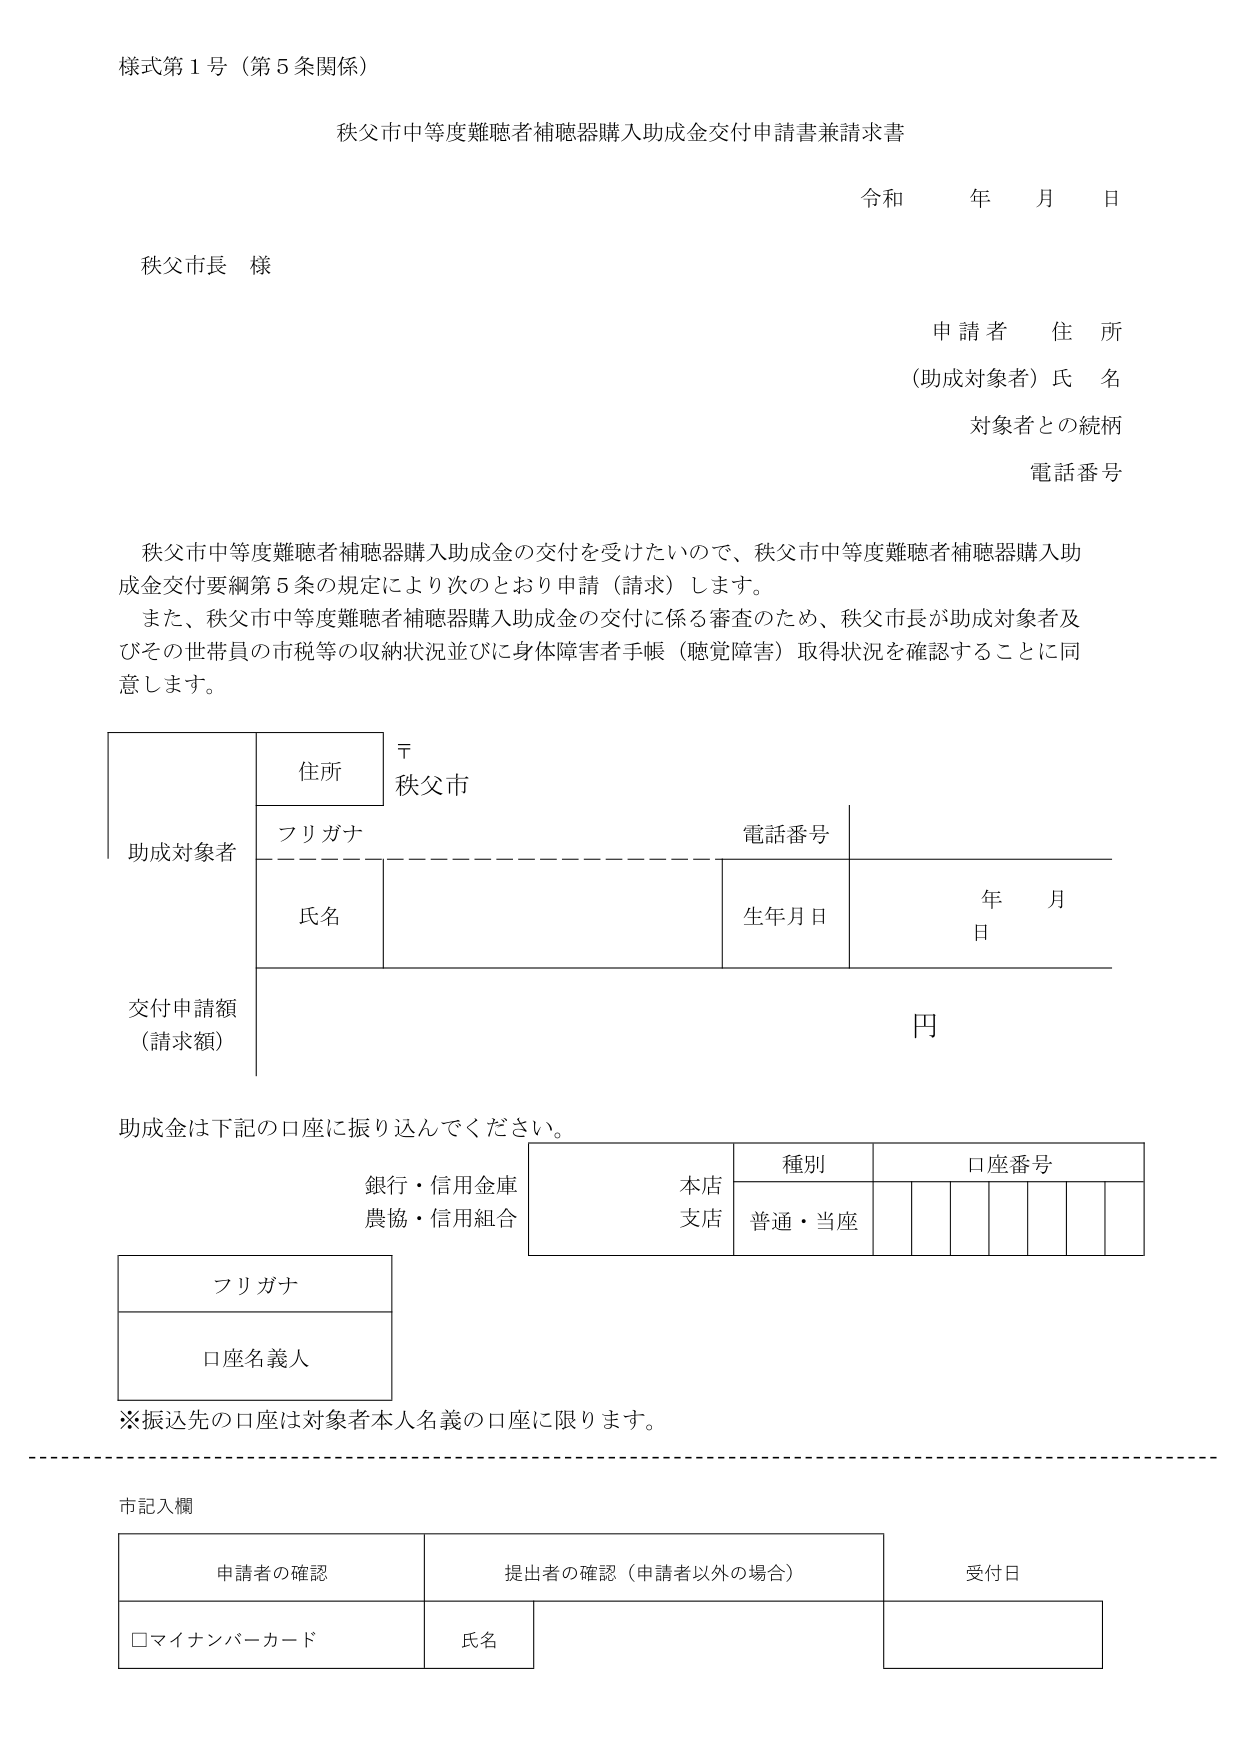 様式第１号（第５条関係）
秩父市中等度難聴者補聴器購入助成金交付申請書兼請求書
令和　　　年　　月　　日
秩父市長　様
申請者　　住　所
（助成対象者）氏　名
対象者との続柄
電話番号
　秩父市中等度難聴者補聴器購入助成金の交付を受けたいので、秩父市中等度難聴者補聴器購入助
成金交付要綱第５条の規定により次のとおり申請（請求）します。
　また、秩父市中等度難聴者補聴器購入助成金の交付に係る審査のため、秩父市長が助成対象者及
びその世帯員の市税等の収納状況並びに身体障害者手帳（聴覚障害）取得状況を確認することに同
意します。
助成対象者
住所
〒
秩父市
フリガナ
電話番号
氏名
生年月日
年　　月
日
交付申請額
（請求額）
円
助成金は下記の口座に振り込んでください。
銀行・信用金庫
農協・信用組合
本店
支店
種別
普通・当座
口座番号
フリガナ
口座名義人
※振込先の口座は対象者本人名義の口座に限ります。
市記入欄
申請者の確認
提出者の確認（申請者以外の場合）
受付日
□マイナンバーカード
氏名